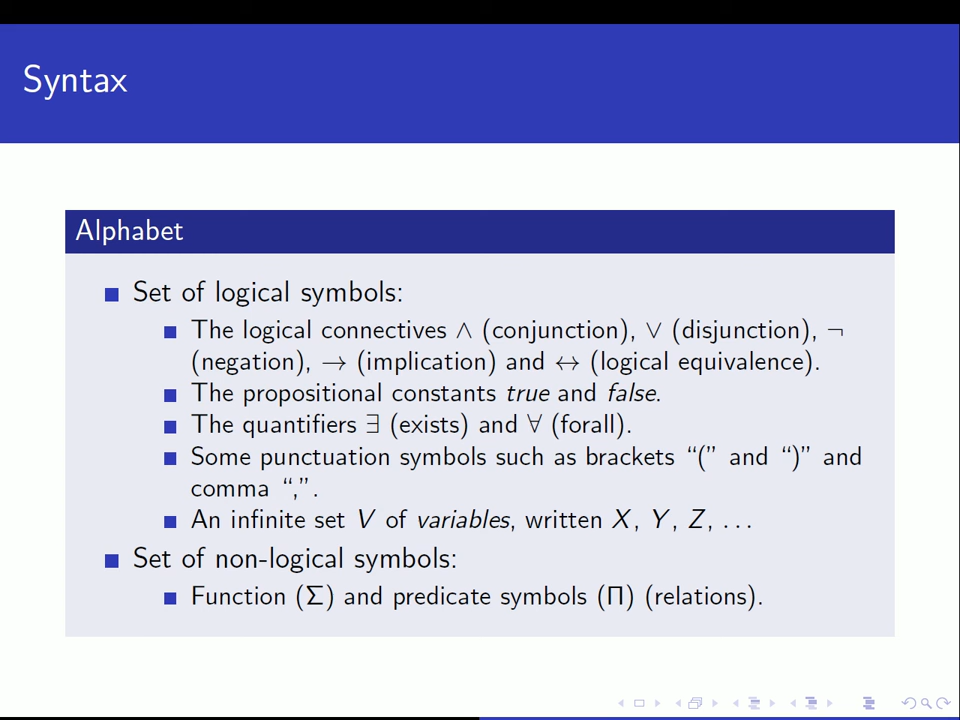 Syntax
Alphabet
Set of logical symbols:
The logical connectives ∧ (conjunction), ∨ (disjunction), ¬
(negation), → (implication) and ↔ (logical equivalence).
The propositional constants true and false.
The quantifiers ∃ (exists) and ∀ (forall).
Some punctuation symbols such as brackets “(” and “)” and
comma “,”.
An infinite set V of variables, written X, Y, Z, ...
Set of non-logical symbols:
Function (Σ) and predicate symbols (Π) (relations).